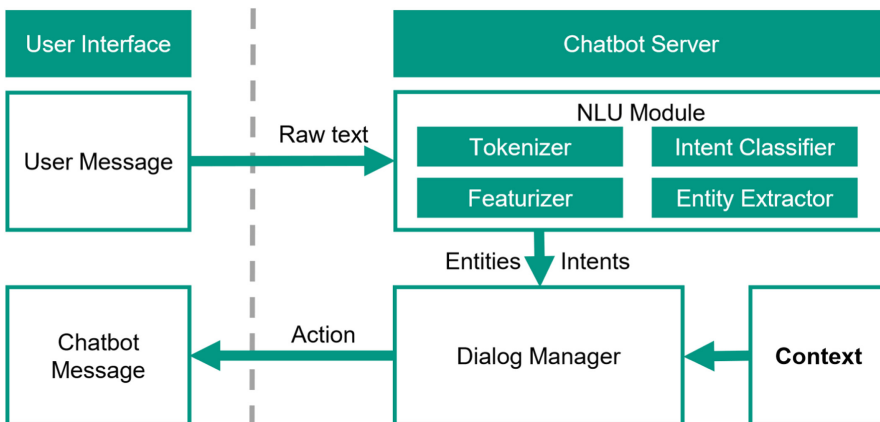 User Interface
Chatbot Server
User Message
Raw text
NLU Module
Tokenizer
Intent Classifier
Featurizer
Entity Extractor
Entities
Intents
Chatbot
Message
Action
Dialog Manager
Context